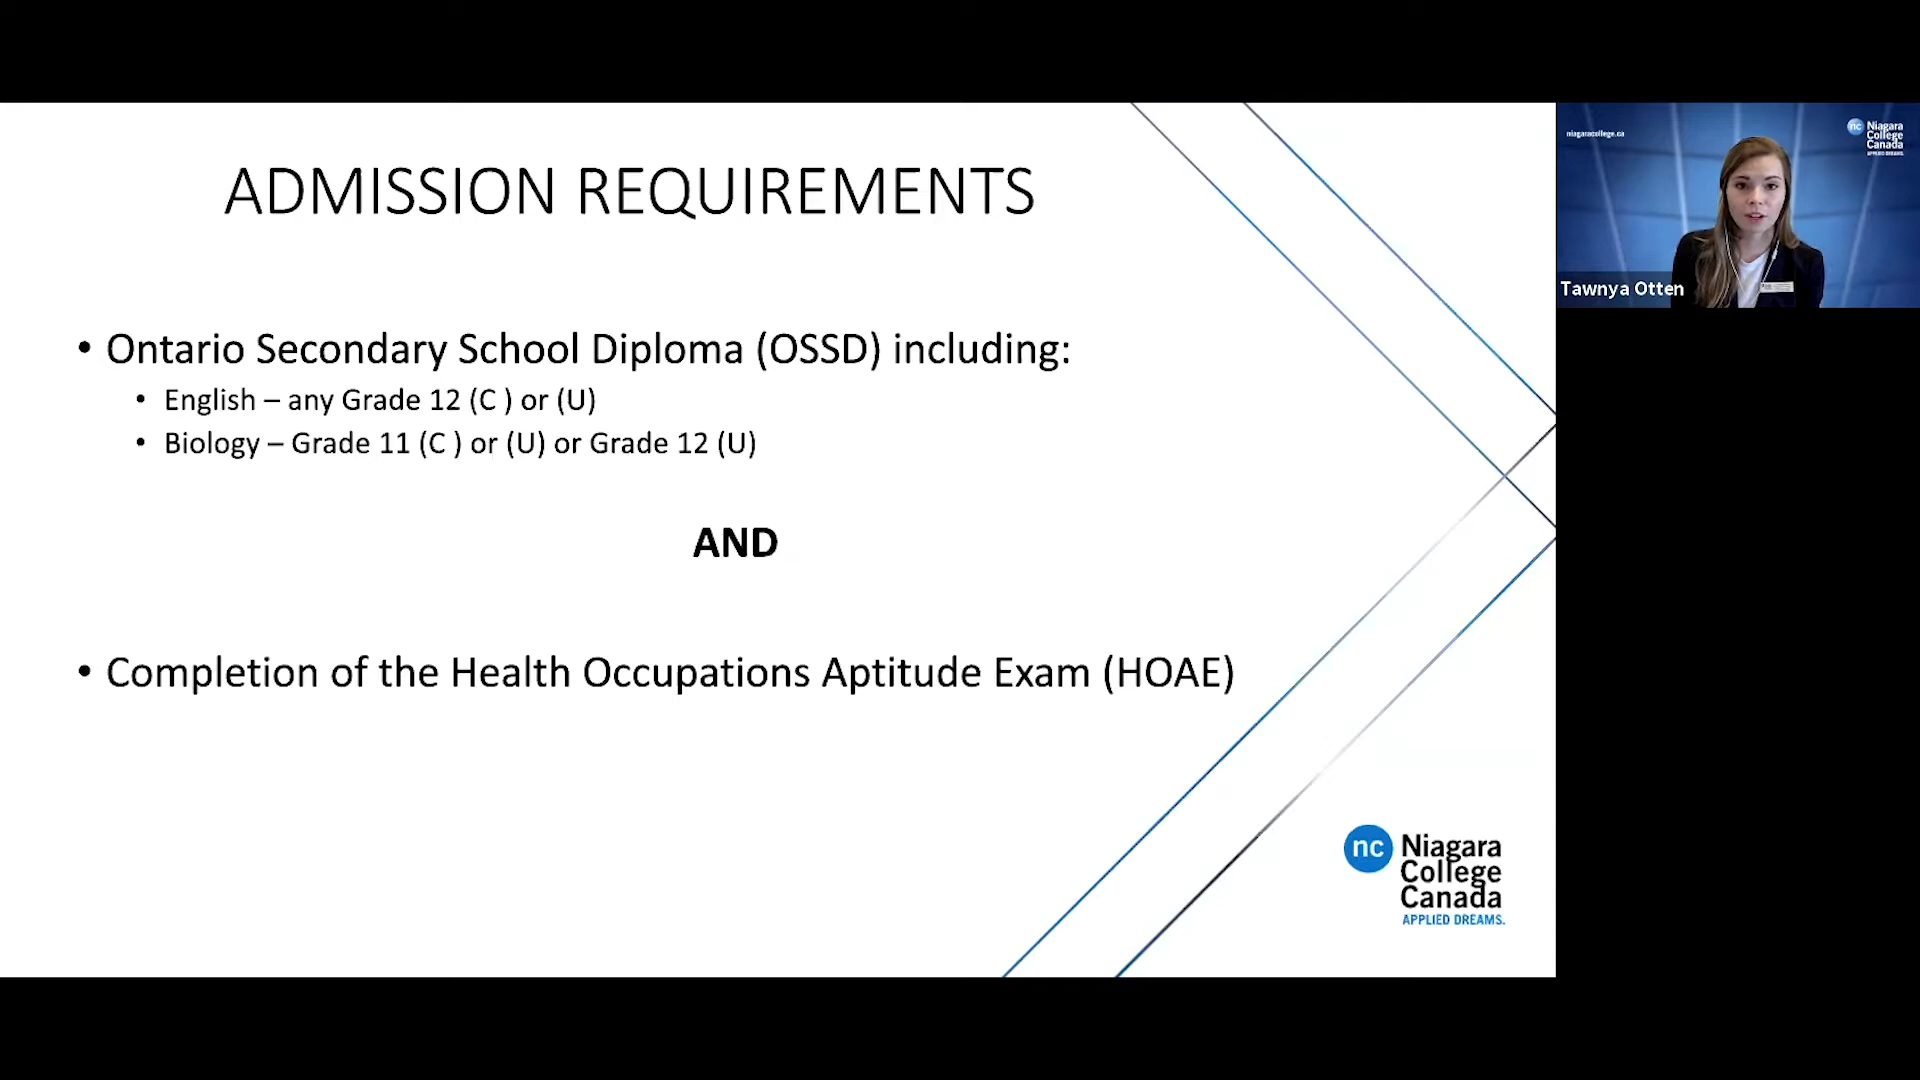 ADMISSION REQUIREMENTS
• Ontario Secondary School Diploma (OSSD) including:
• English – any Grade 12 (C ) or (U)
• Biology – Grade 11 (C ) or (U) or Grade 12 (U)
AND
• Completion of the Health Occupations Aptitude Exam (HOAE)
nc
Niagara
College
Canada
APPLIED DREAMS.
niagaracollege.ca
nc
Niagara
College
Canada
APPLIED DREAMS.
Tawnya Otten